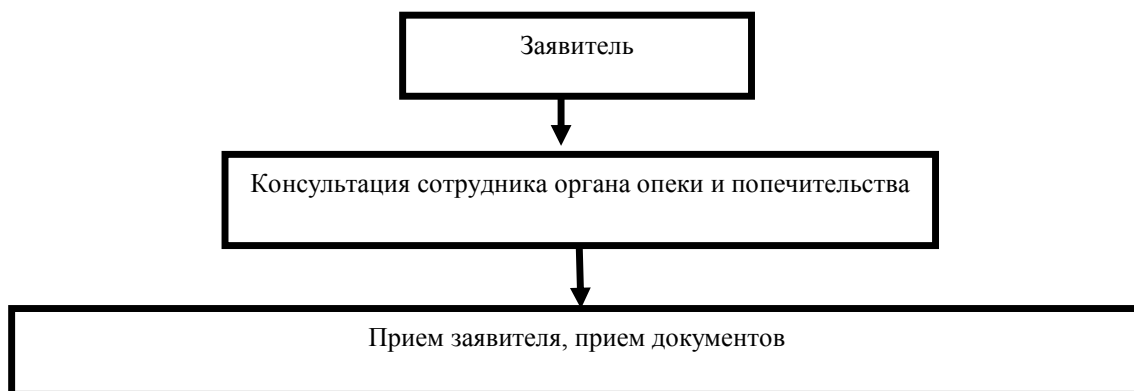 Заявитель
Консультация сотрудника органа опеки и попечительства
Прием заявителя, прием документов